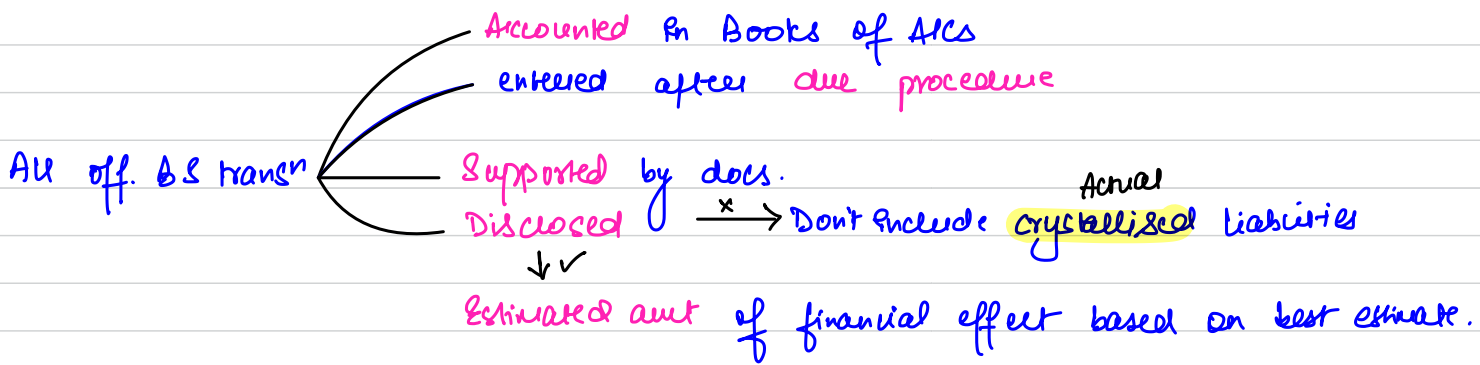 Accounted in Books of A/cs
entered after due procedure
All off. BS transⁿ
Supported by docs.
Actual
Disclosed x Don't include crystallised liabilities
✓
Estimated amt of financial effect based on best estimate.